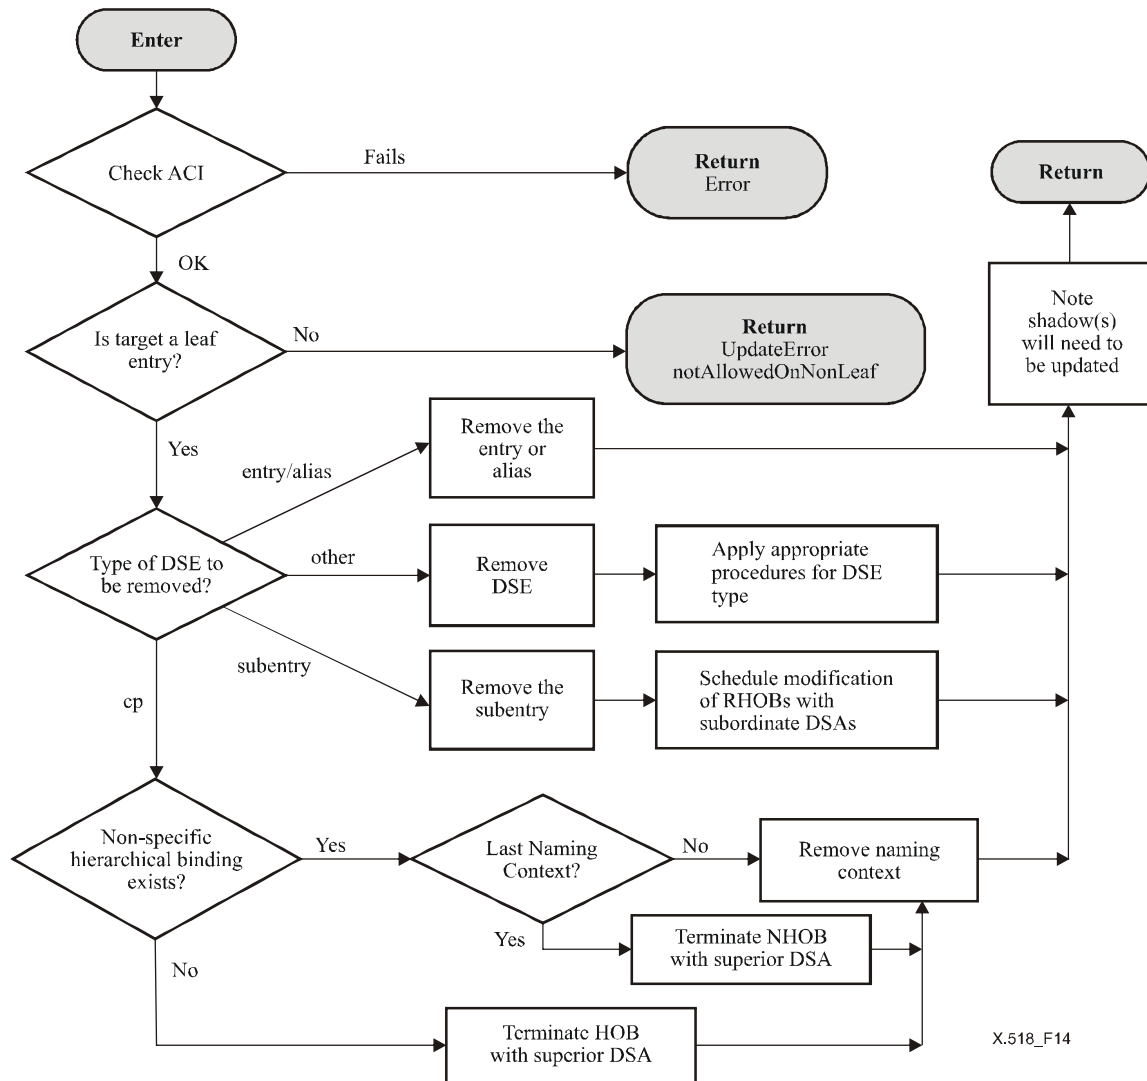 Enter
Check ACI
Fails
Return
Error
Return
OK
Is target a leaf
entry?
No
Return
UpdateError
notAllowedOnNonLeaf
Note
shadow(s)
will need to
be updated
Yes
entry/alias
Remove the
entry or
alias
Type of DSE to
be removed?
other
Remove
DSE
Apply appropriate
procedures for DSE
type
subentry
Remove the
subentry
Schedule modification
of RHOBs with
subordinate DSAs
cp
Non-specific
hierarchical binding
exists?
Yes
Last Naming
Context?
No
Remove naming
context
Yes
Terminate NHOB
with superior DSA
No
Terminate HOB
with superior DSA
X.518_F14